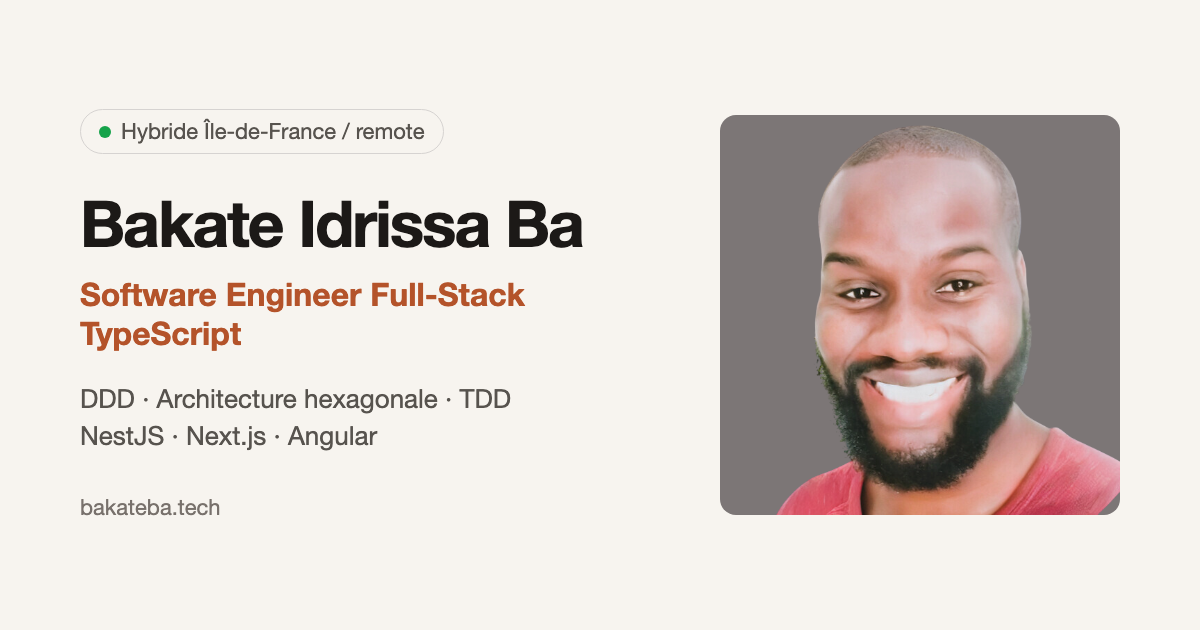 Hybride Île-de-France / remote
Bakate Idrissa Ba
Software Engineer Full-Stack
TypeScript
DDD · Architecture hexagonale · TDD
NestJS · Next.js · Angular
bakateba.tech